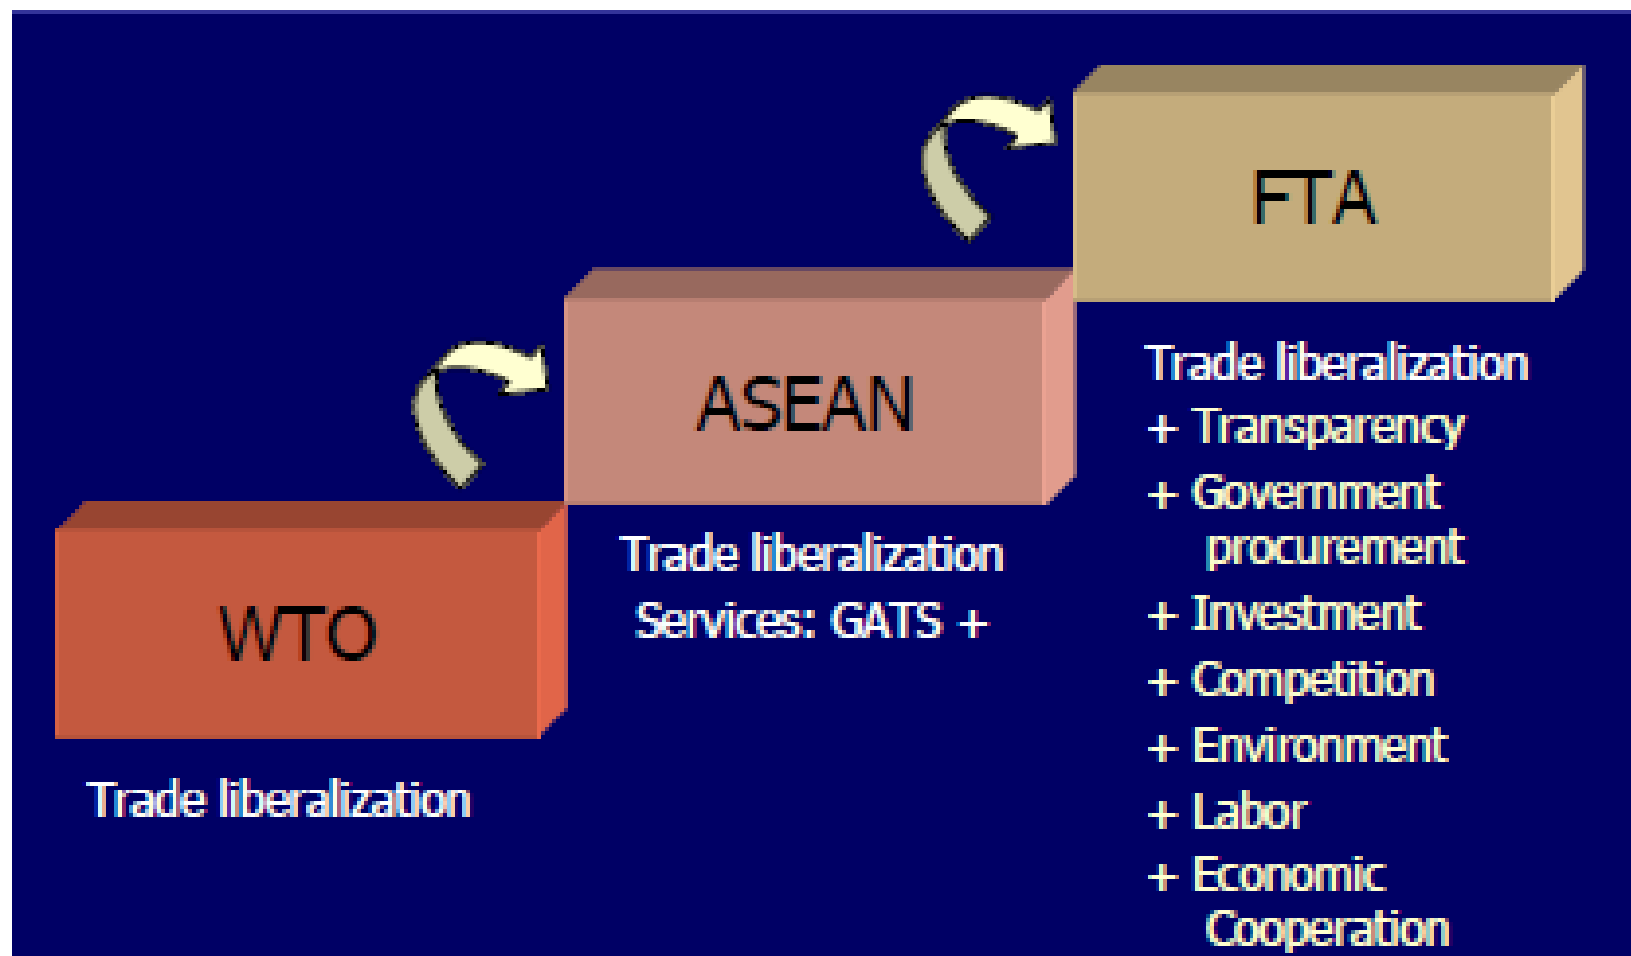 WTO
Trade liberalization
ASEAN
Trade liberalization
Services: GATS +
FTA
Trade liberalization
+ Transparency
+ Government
procurement
+ Investment
+ Competition
+ Environment
+ Labor
+ Economic
Cooperation